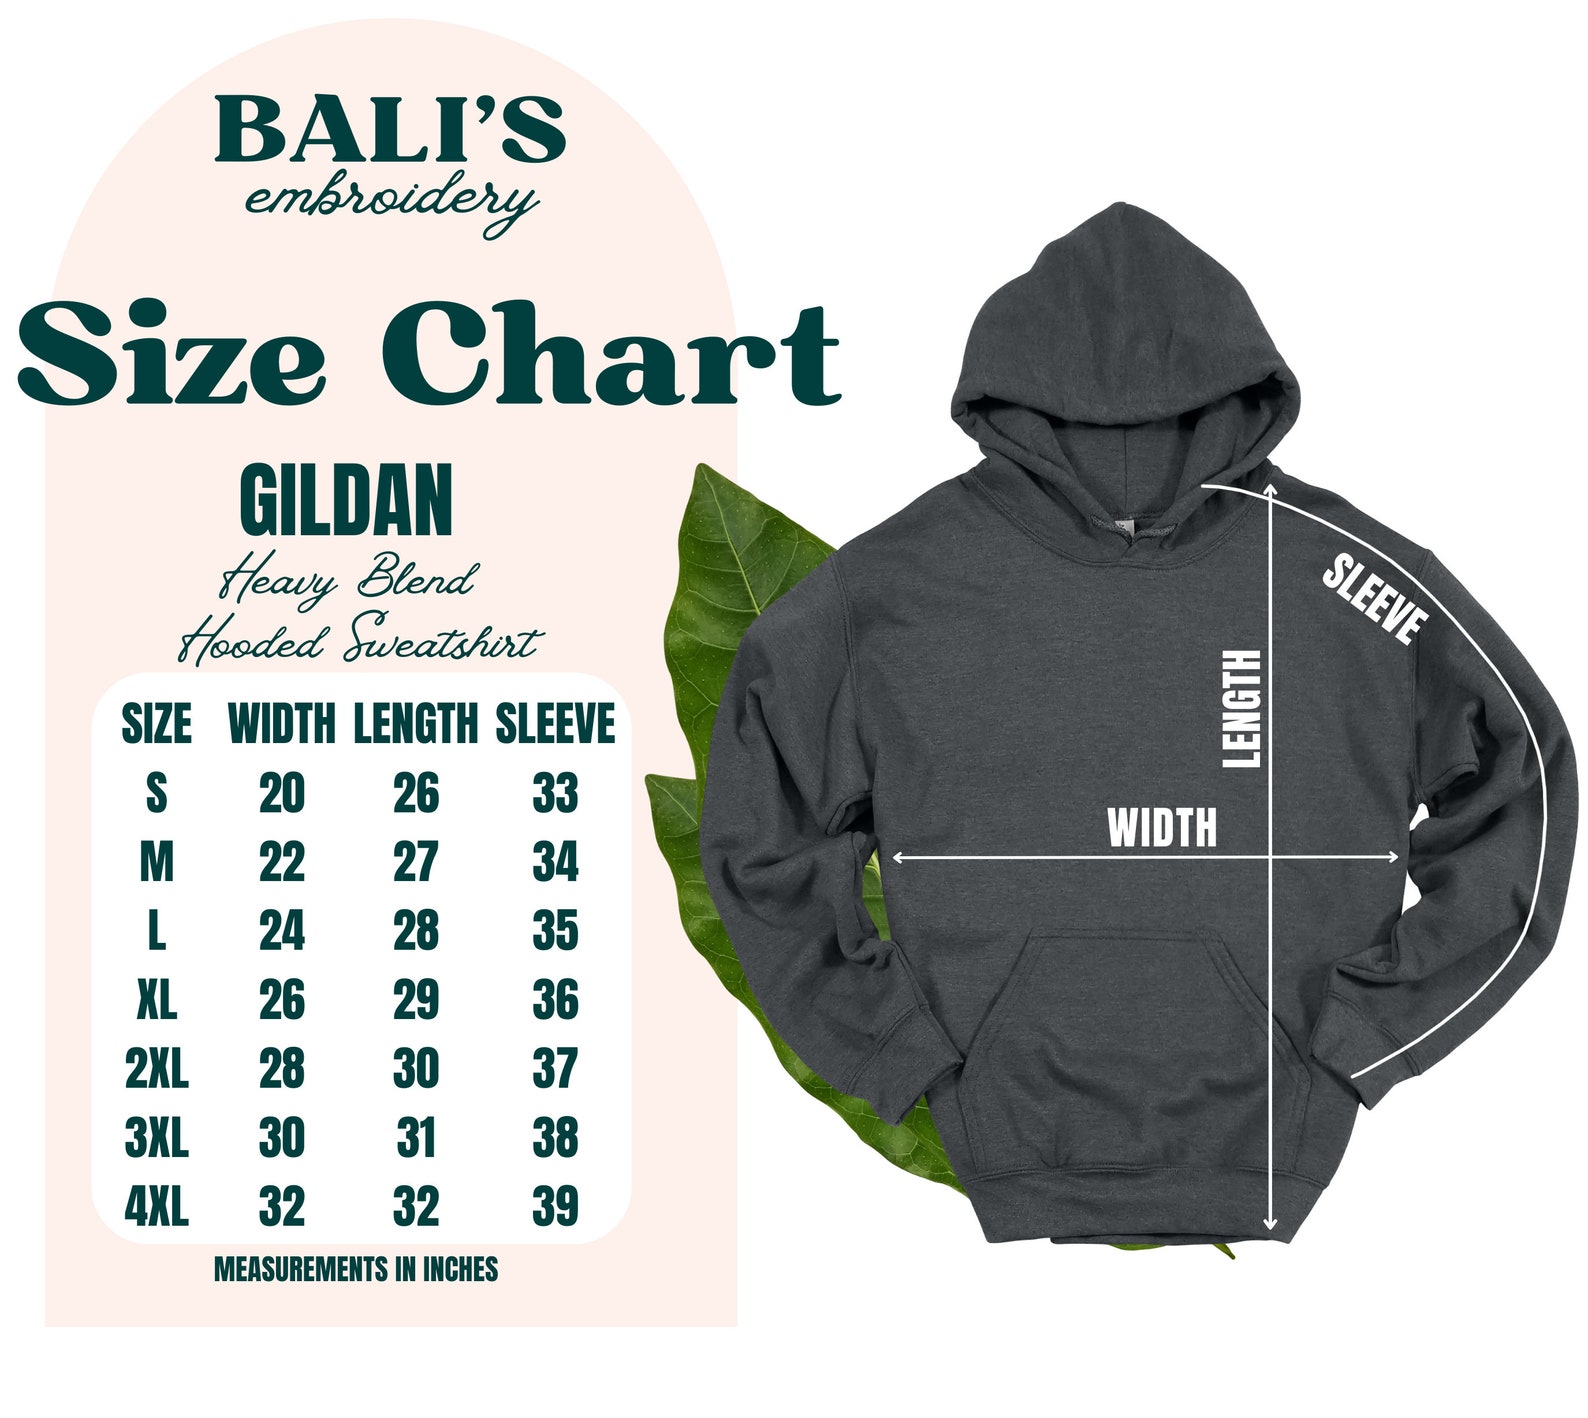 BALI'S
embroidery
Size Chart
GILDAN
Heavy Blend
Hooded Sweatshirt
SIZE WIDTH LENGTH SLEEVE
S 20 26 33
M 22 27 34
L 24 28 35
XL 26 29 36
2XL 28 30 37
3XL 30 31 38
4XL 32 32 39
MEASUREMENTS IN INCHES
SLEEVE
LENGTH
WIDTH